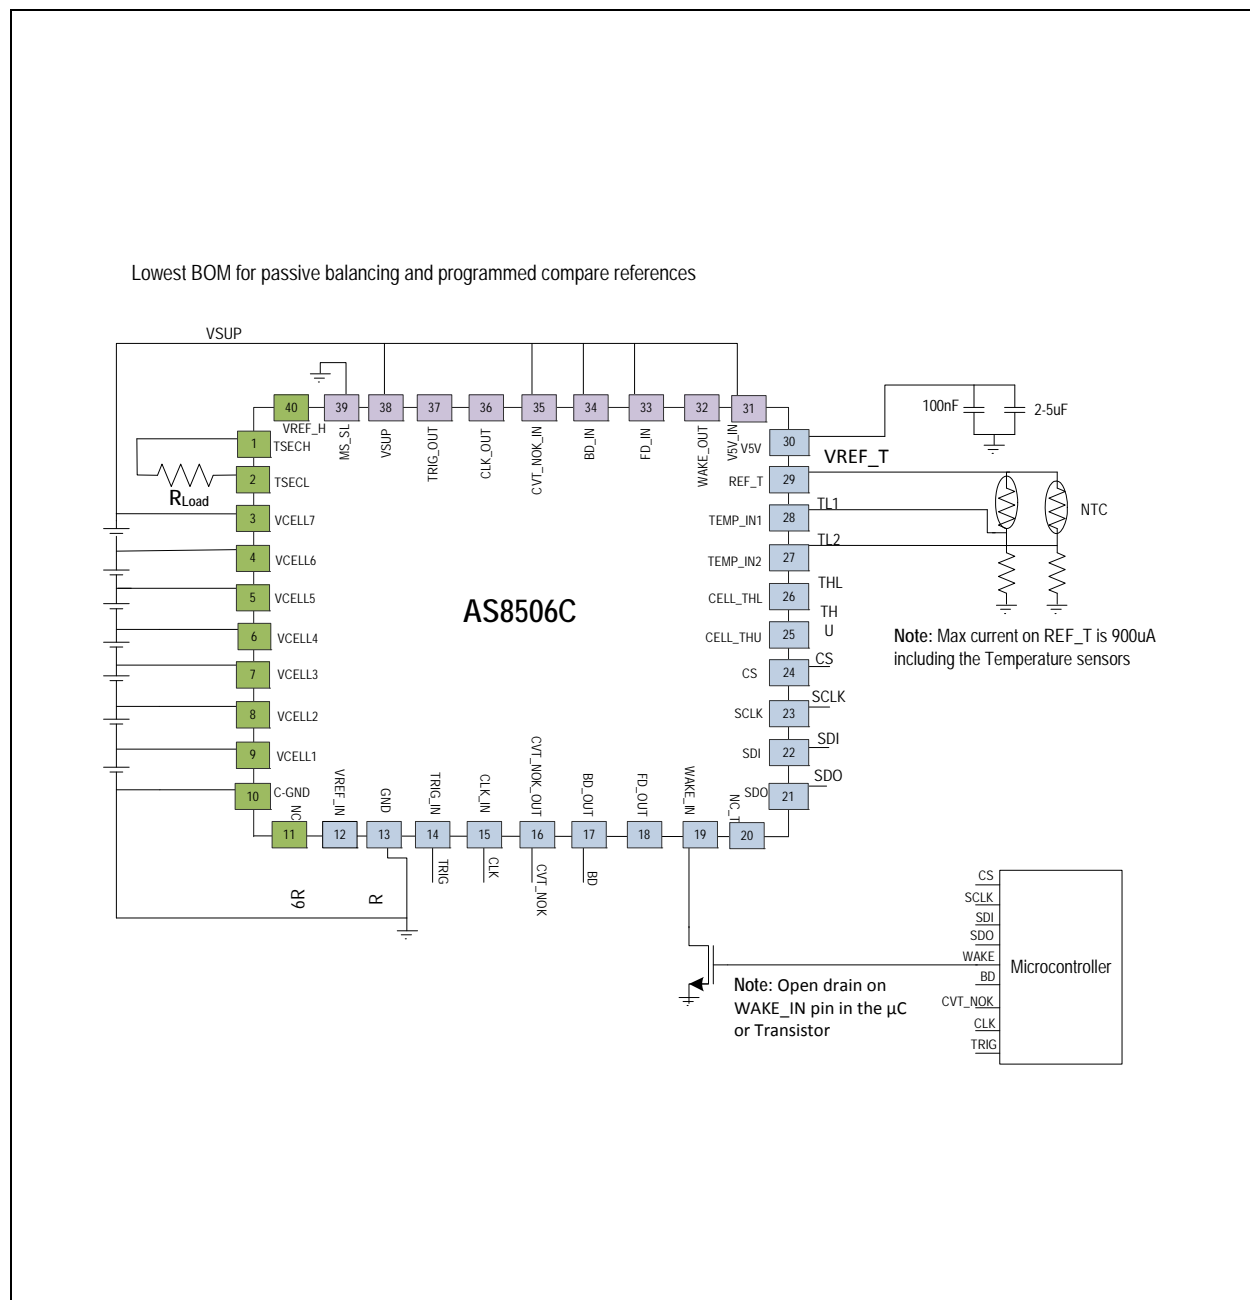 Lowest BOM for passive balancing and programmed compare references
VSUP
40
39
38
37
36
35
34
33
32
31
VREF_H
MS_SL
VSUP
TRIG_OUT
CLK_OUT
CVT_NOK_IN
BD_IN
FD_IN
WAKE_OUT
V5V_IN
100nF
2-5uF
1
TSECH
2
TSECL
RLoad
3
VCELL7
4
VCELL6
5
VCELL5
6
VCELL4
7
VCELL3
8
VCELL2
9
VCELL1
10
C-GND
AS8506C
V5V
30
VREF_T
REF_T
29
TL1
TEMP_IN1
28
NTC
TL2
TEMP_IN2
27
THL
CELL_THL
26
TH
U
CELL_THU
25
Note: Max current on REF_T is 900uA
including the Temperature sensors
CS
CS
24
SCLK
SCLK
23
SDI
SDI
22
SDO
SDO
21
NC
VREF_IN
GND
TRIG_IN
CLK_IN
CVT_NOK_OUT
BD_OUT
FD_OUT
WAKE_IN
NC_T
11
12
13
14
15
16
17
18
19
20
6R
R
TRIG
CLK
CVT_NOK
BD
CS
SCLK
SDI
SDO
WAKE
BD
CVT_NOK
CLK
TRIG
Microcontroller
Note: Open drain on
WAKE_IN pin in the µC
or Transistor